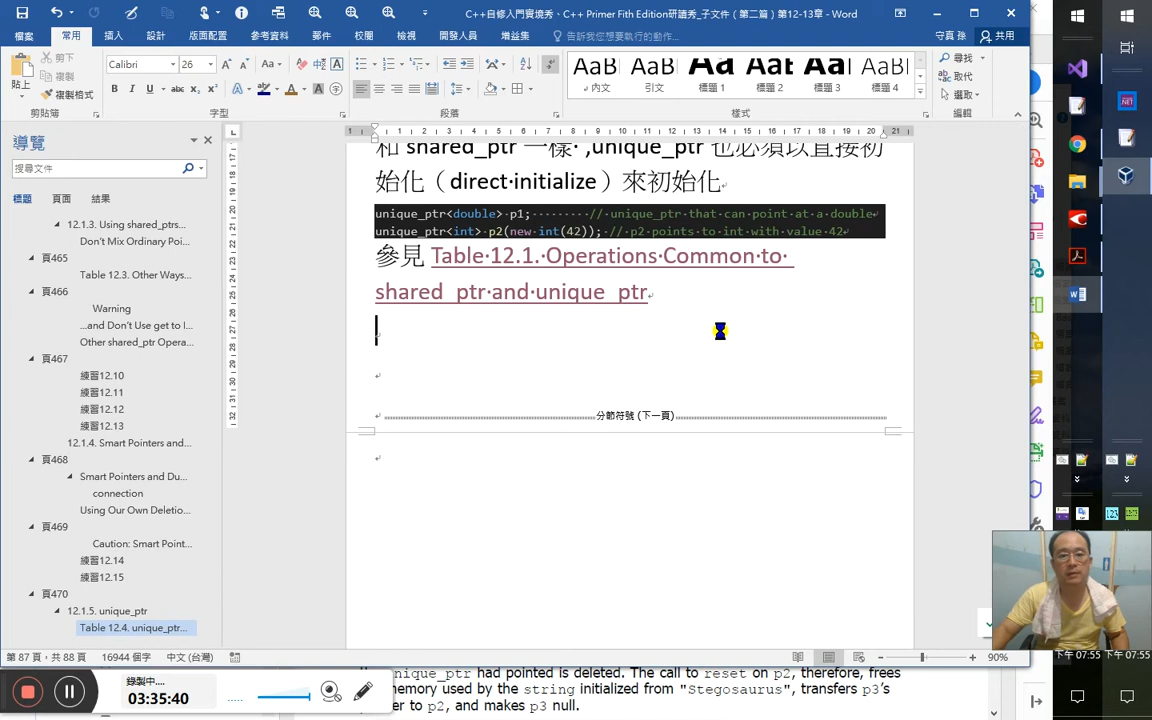 C++自修入門實境秀、C++ Primer Fith Edition研讀秀_子文件（第二篇）第12-13章 - Word
檔案 常用 插入 設計 版面配置 參考資料 郵件 校閱 檢視 開發人員 增益集 告訴我您想要執行的動作... 守真 孫 共用
貼上 剪下 複製 複製格式
Calibri 26
AaB AaB Aa AaE AaI AaBl
內文 引文 標題 1 標題 2 標題 3 標題 4
尋找 取代 選取
剪貼簿 字型 段落 樣式 編輯
導覽
搜尋文件
標題 頁面 結果
12.1.3. Using shared_ptrs...
Don't Mix Ordinary Poi...
頁465
Table 12.3. Other Ways...
頁466
Warning
...and Don't Use get to I...
Other shared_ptr Opera...
頁467
練習12.10
練習12.11
練習12.12
練習12.13
12.1.4. Smart Pointers and...
頁468
Smart Pointers and Du...
connection
Using Our Own Deletio...
頁469
Caution: Smart Point...
練習12.14
練習12.15
頁470
12.1.5. unique_ptr
Table 12.4. unique_ptr...
和 shared_ptr 一樣 ,unique_ptr 也必須以直接初
始化（direct initialize）來初始化
unique_ptr<double> p1; // unique_ptr that can point at a double
unique_ptr<int> p2(new int(42)); // p2 points to int with value 42
參見 Table 12.1. Operations Common to
shared_ptr and unique_ptr
分節符號 (下一頁)
第 87 頁，共 88 頁 16944 個字 中文 (台灣) 90%
unique_ptr had pointed is deleted. The call to reset on p2, therefore, frees
memory used by the string initialized from "Stegosaurus", transfers p3's
er to p2, and makes p3 null.
錄製中...
03:35:40
下午 07:55 下午 07:55